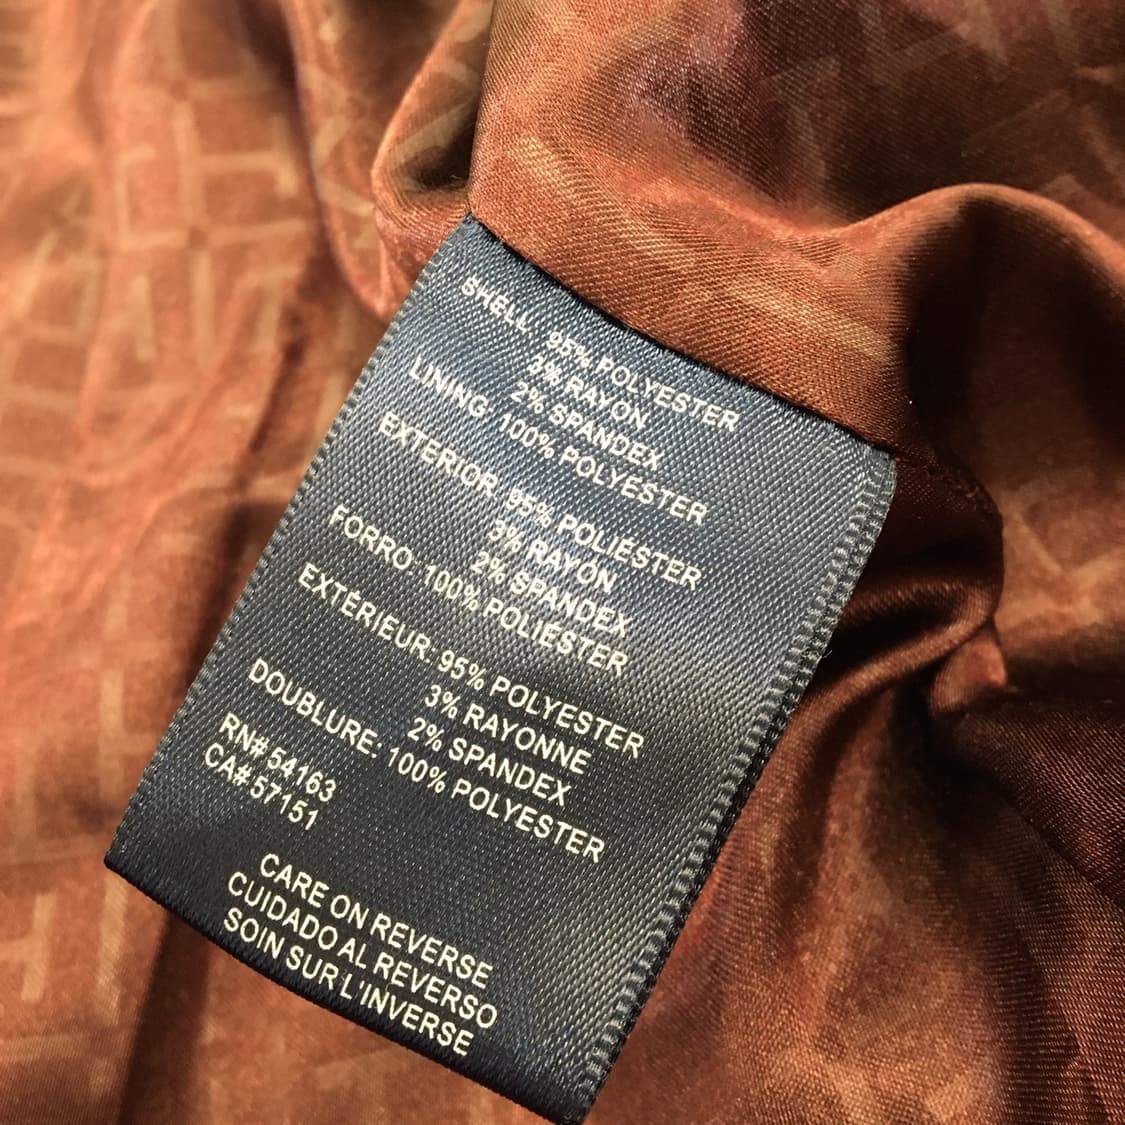 SHELL: 95% POLYESTER
3% RAYON
2% SPANDEX
LINING: 100% POLYESTER
EXTERIOR: 95% POLIÉSTER
3% RAYON
2% SPANDEX
FORRO: 100% POLIÉSTER
EXTÉRIEUR: 95% POLYESTER
3% RAYONNE
2% SPANDEX
DOUBLURE: 100% POLYESTER
RN# 54163
CA# 57151
CARE ON REVERSE
CUIDADO AL REVERSO
SOIN SUR L'INVERSE